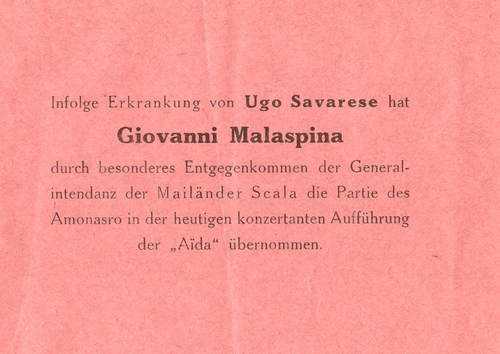 Infolge Erkrankung von Ugo Savarese hat
Giovanni Malaspina
durch besonderes Entgegenkommen der General-
intendanz der Mailänder Scala die Partie des
Amonasro in der heutigen konzertanten Aufführung
der „Aïda“ übernommen.